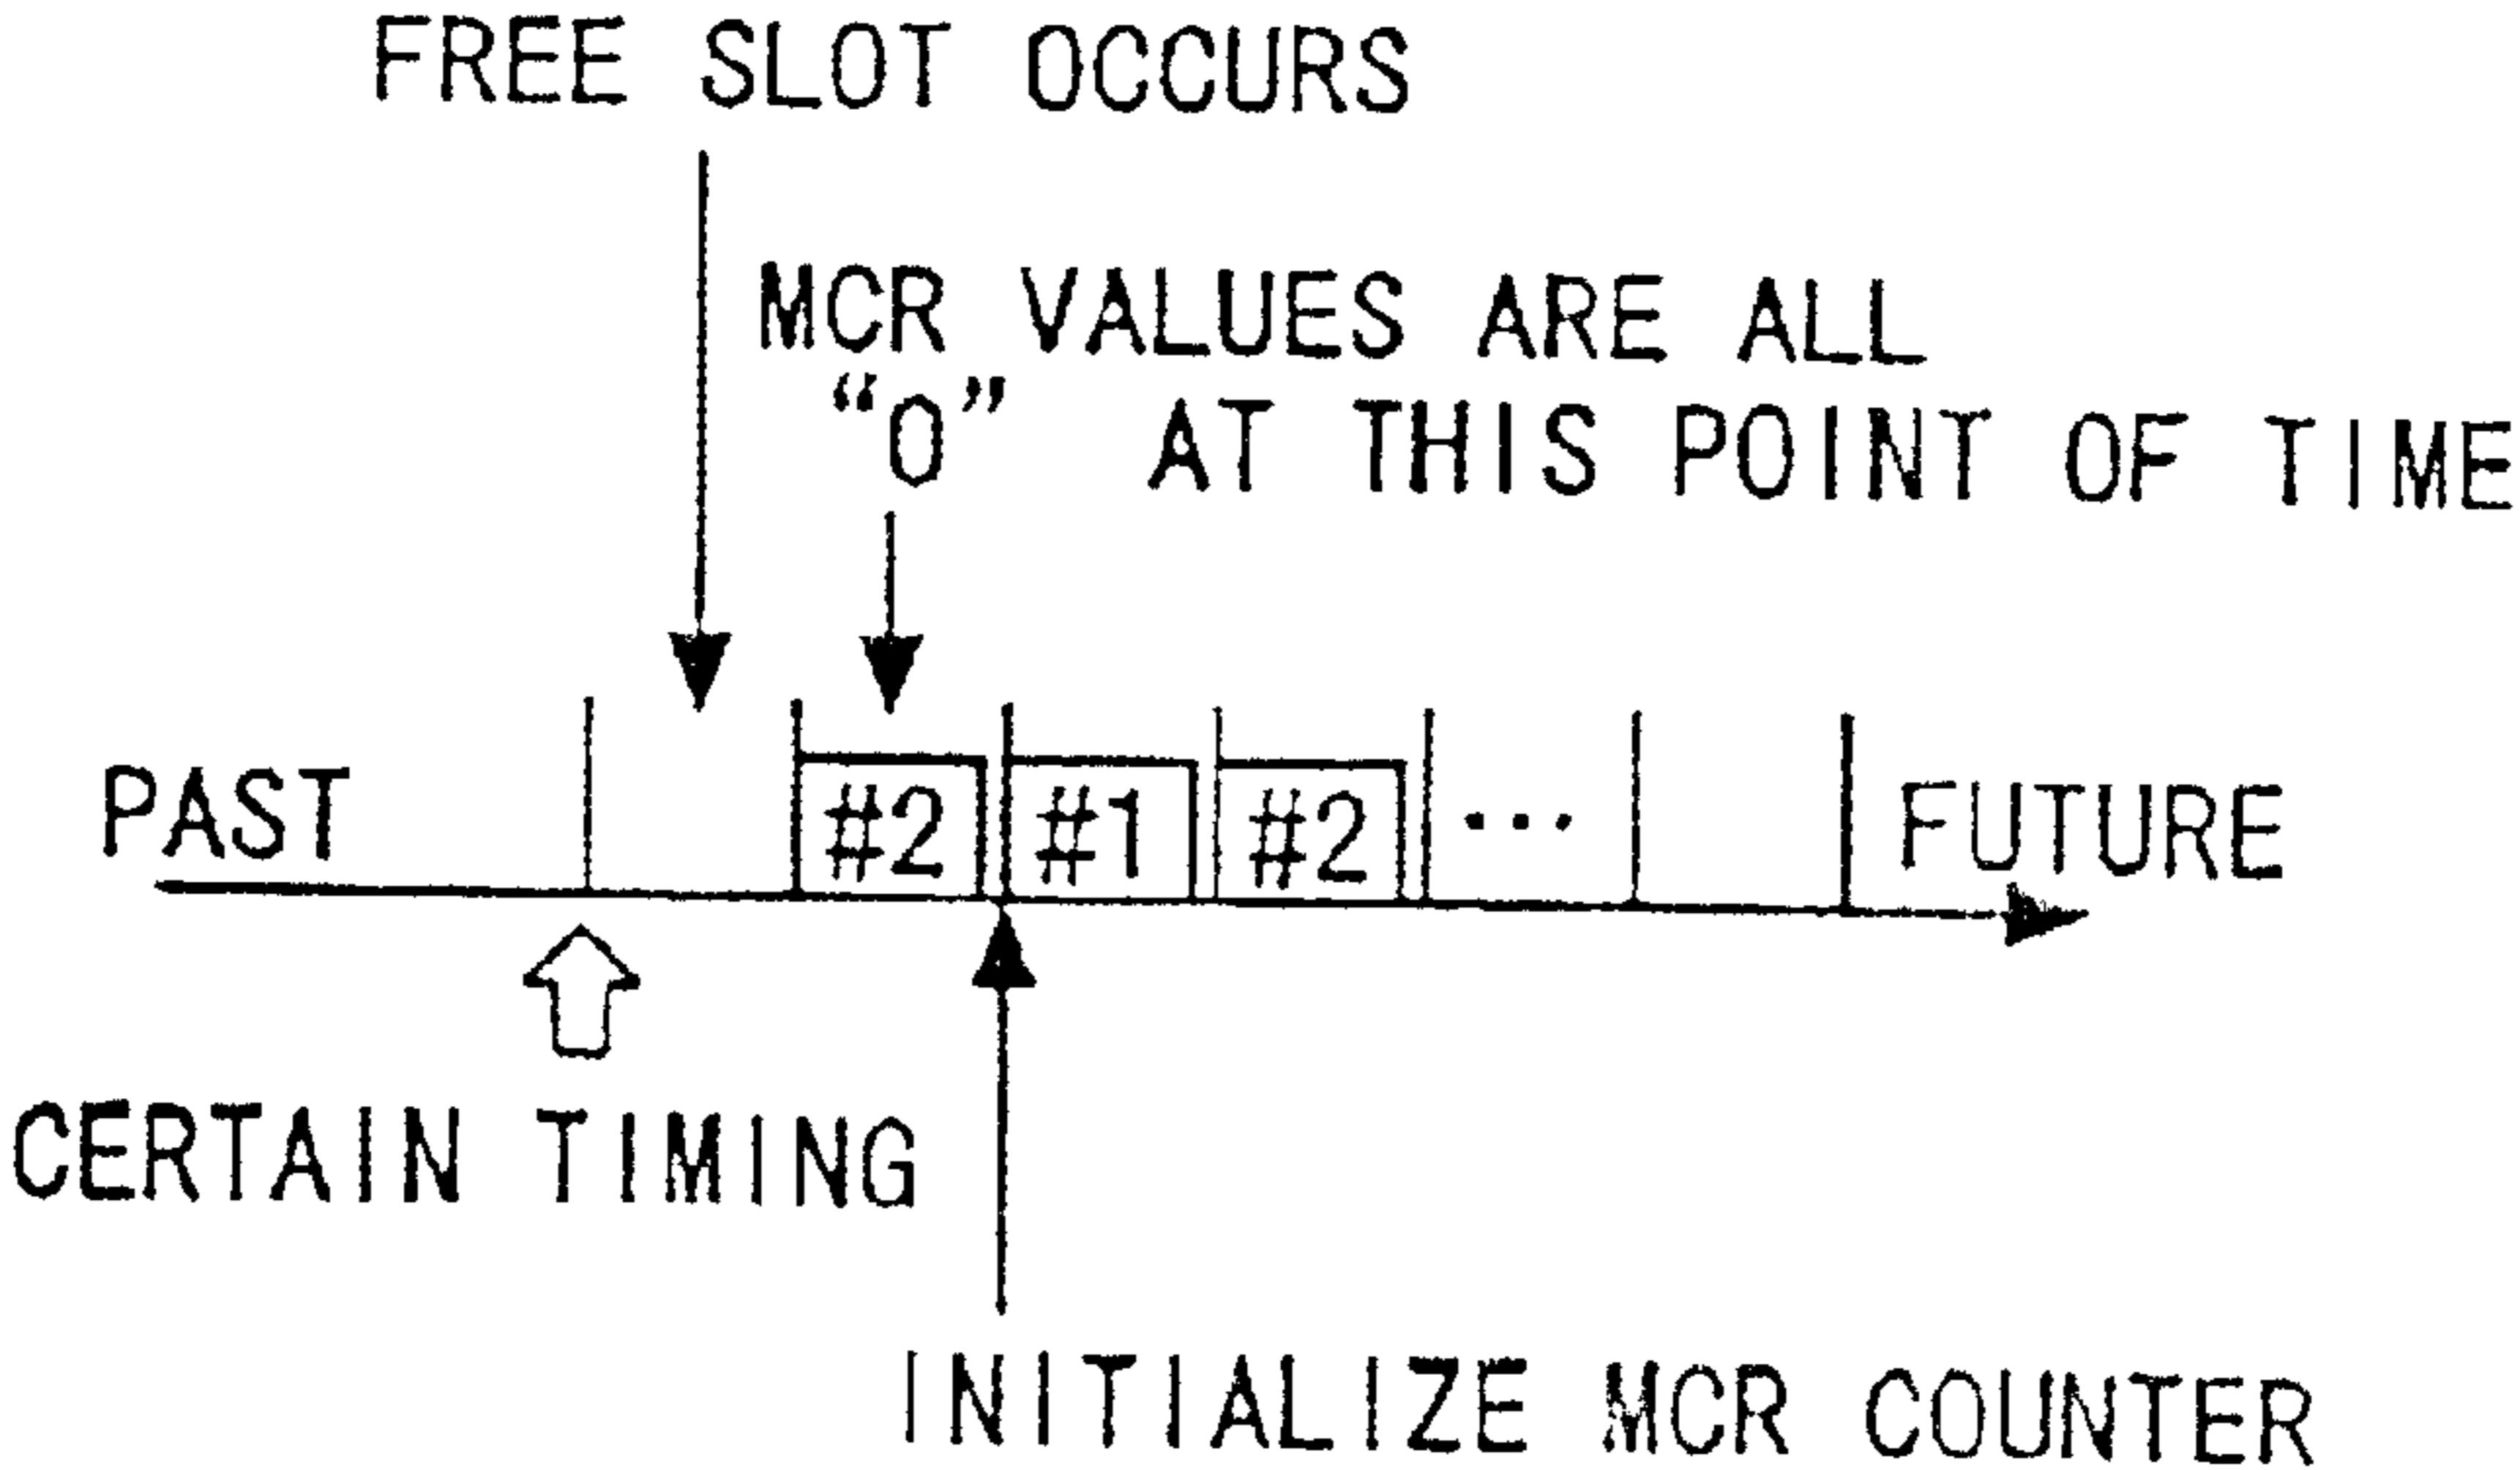 FREE SLOT OCCURS
MCR VALUES ARE ALL
“0” AT THIS POINT OF TIME
PAST #2 #1 #2 ... FUTURE
CERTAIN TIMING
INITIALIZE MCR COUNTER